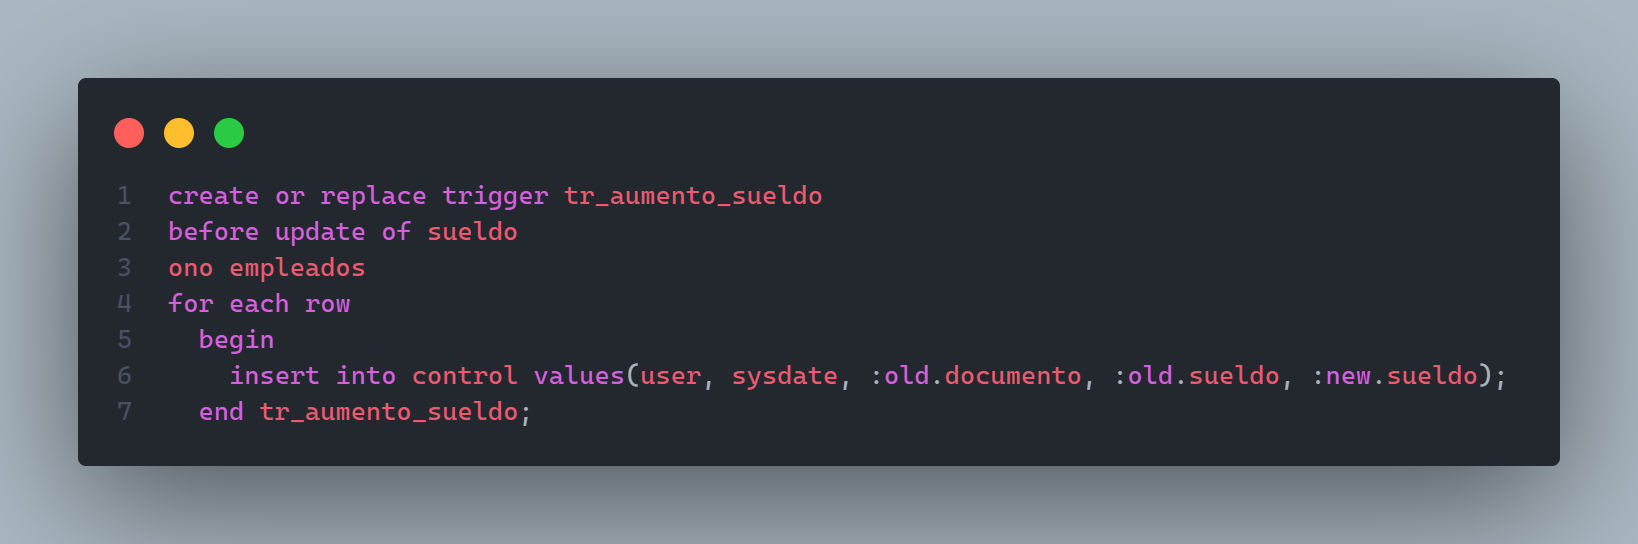 1 create or replace trigger tr_aumento_sueldo
2 before update of sueldo
3 ono empleados
4 for each row
5 begin
6 insert into control values(user, sysdate, :old.documento, :old.sueldo, :new.sueldo);
7 end tr_aumento_sueldo;